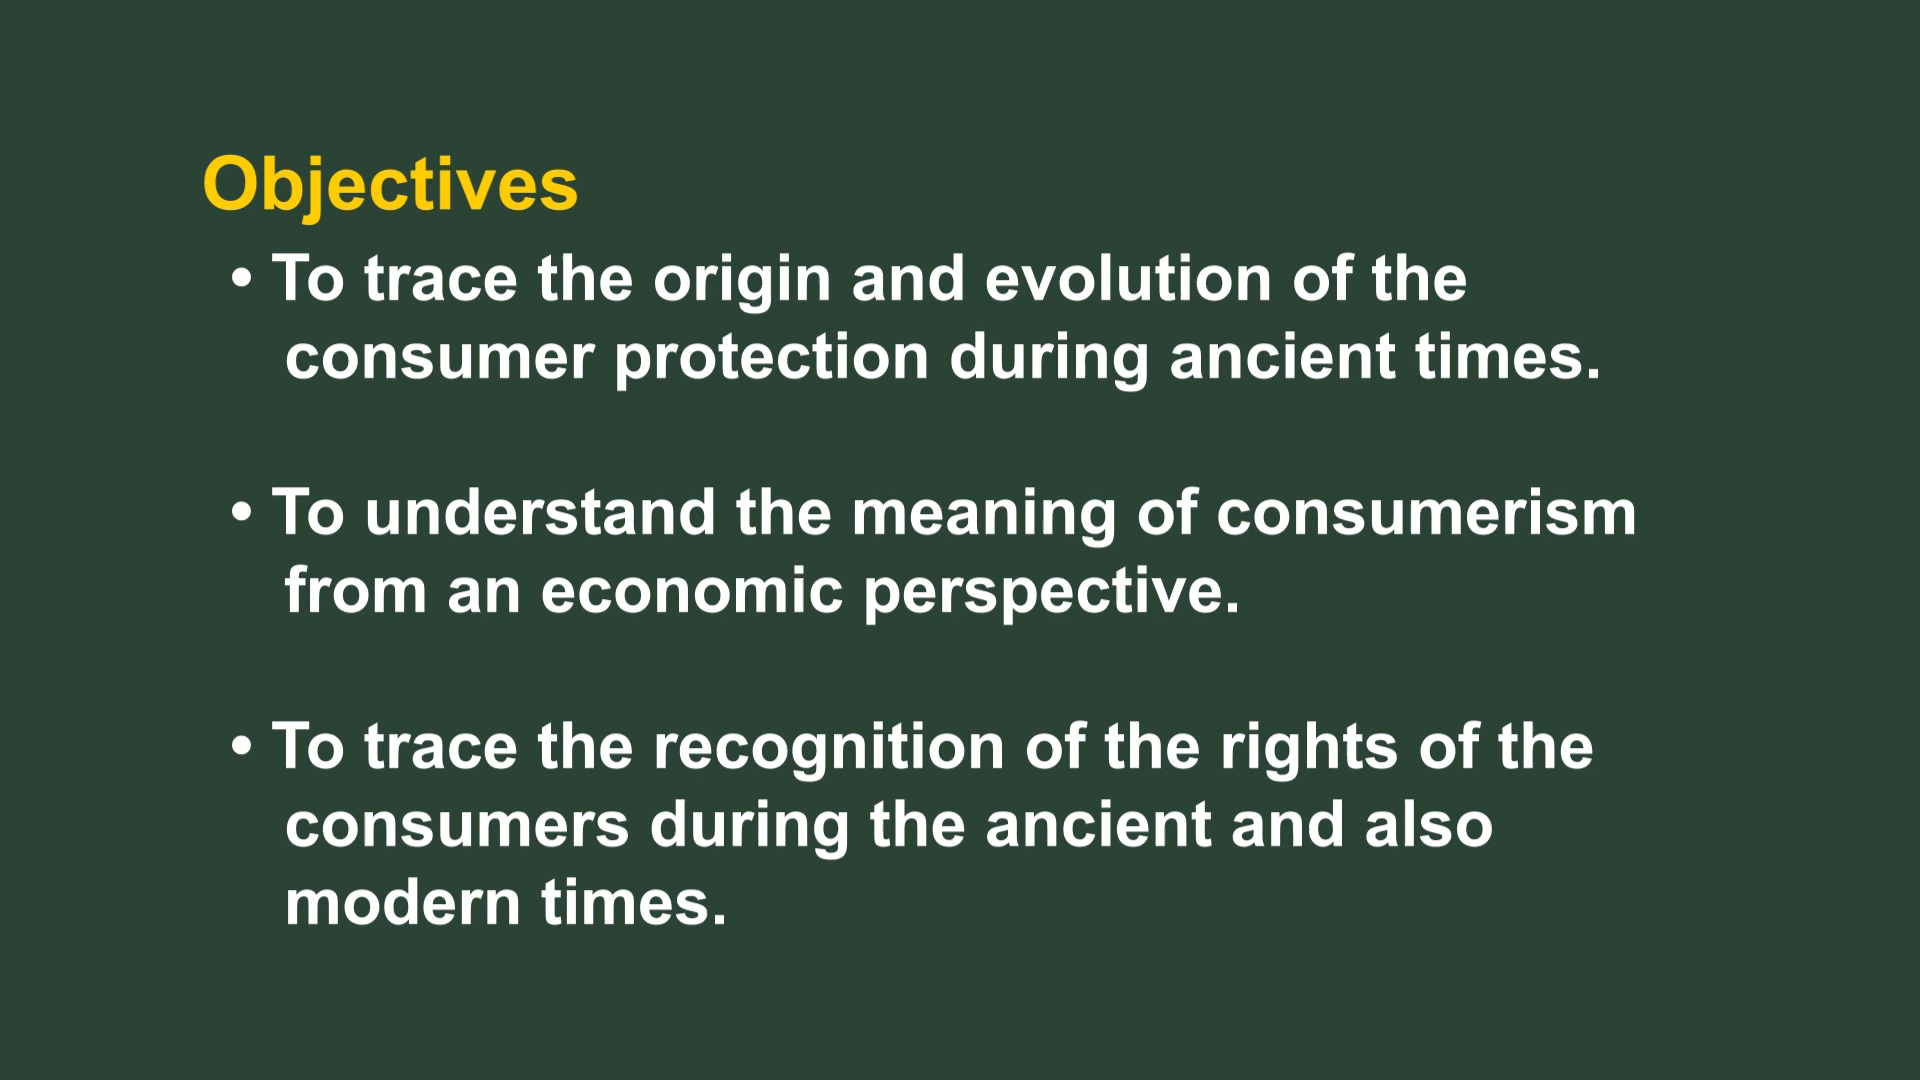 Objectives
• To trace the origin and evolution of the
consumer protection during ancient times.
• To understand the meaning of consumerism
from an economic perspective.
• To trace the recognition of the rights of the
consumers during the ancient and also
modern times.